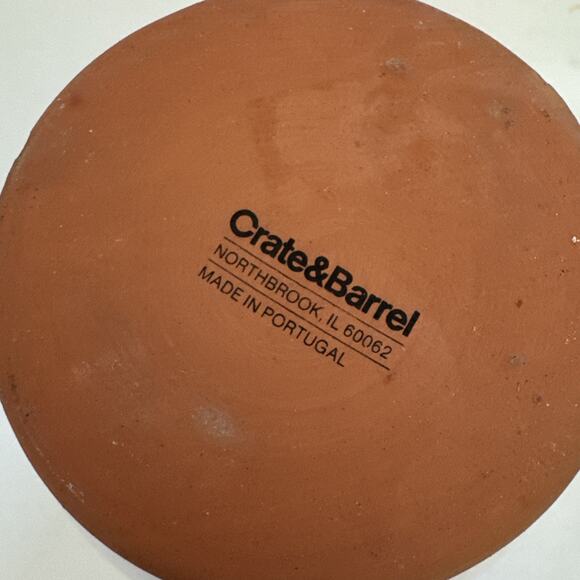 Crate&Barrel
NORTHBROOK, IL 60062
MADE IN PORTUGAL